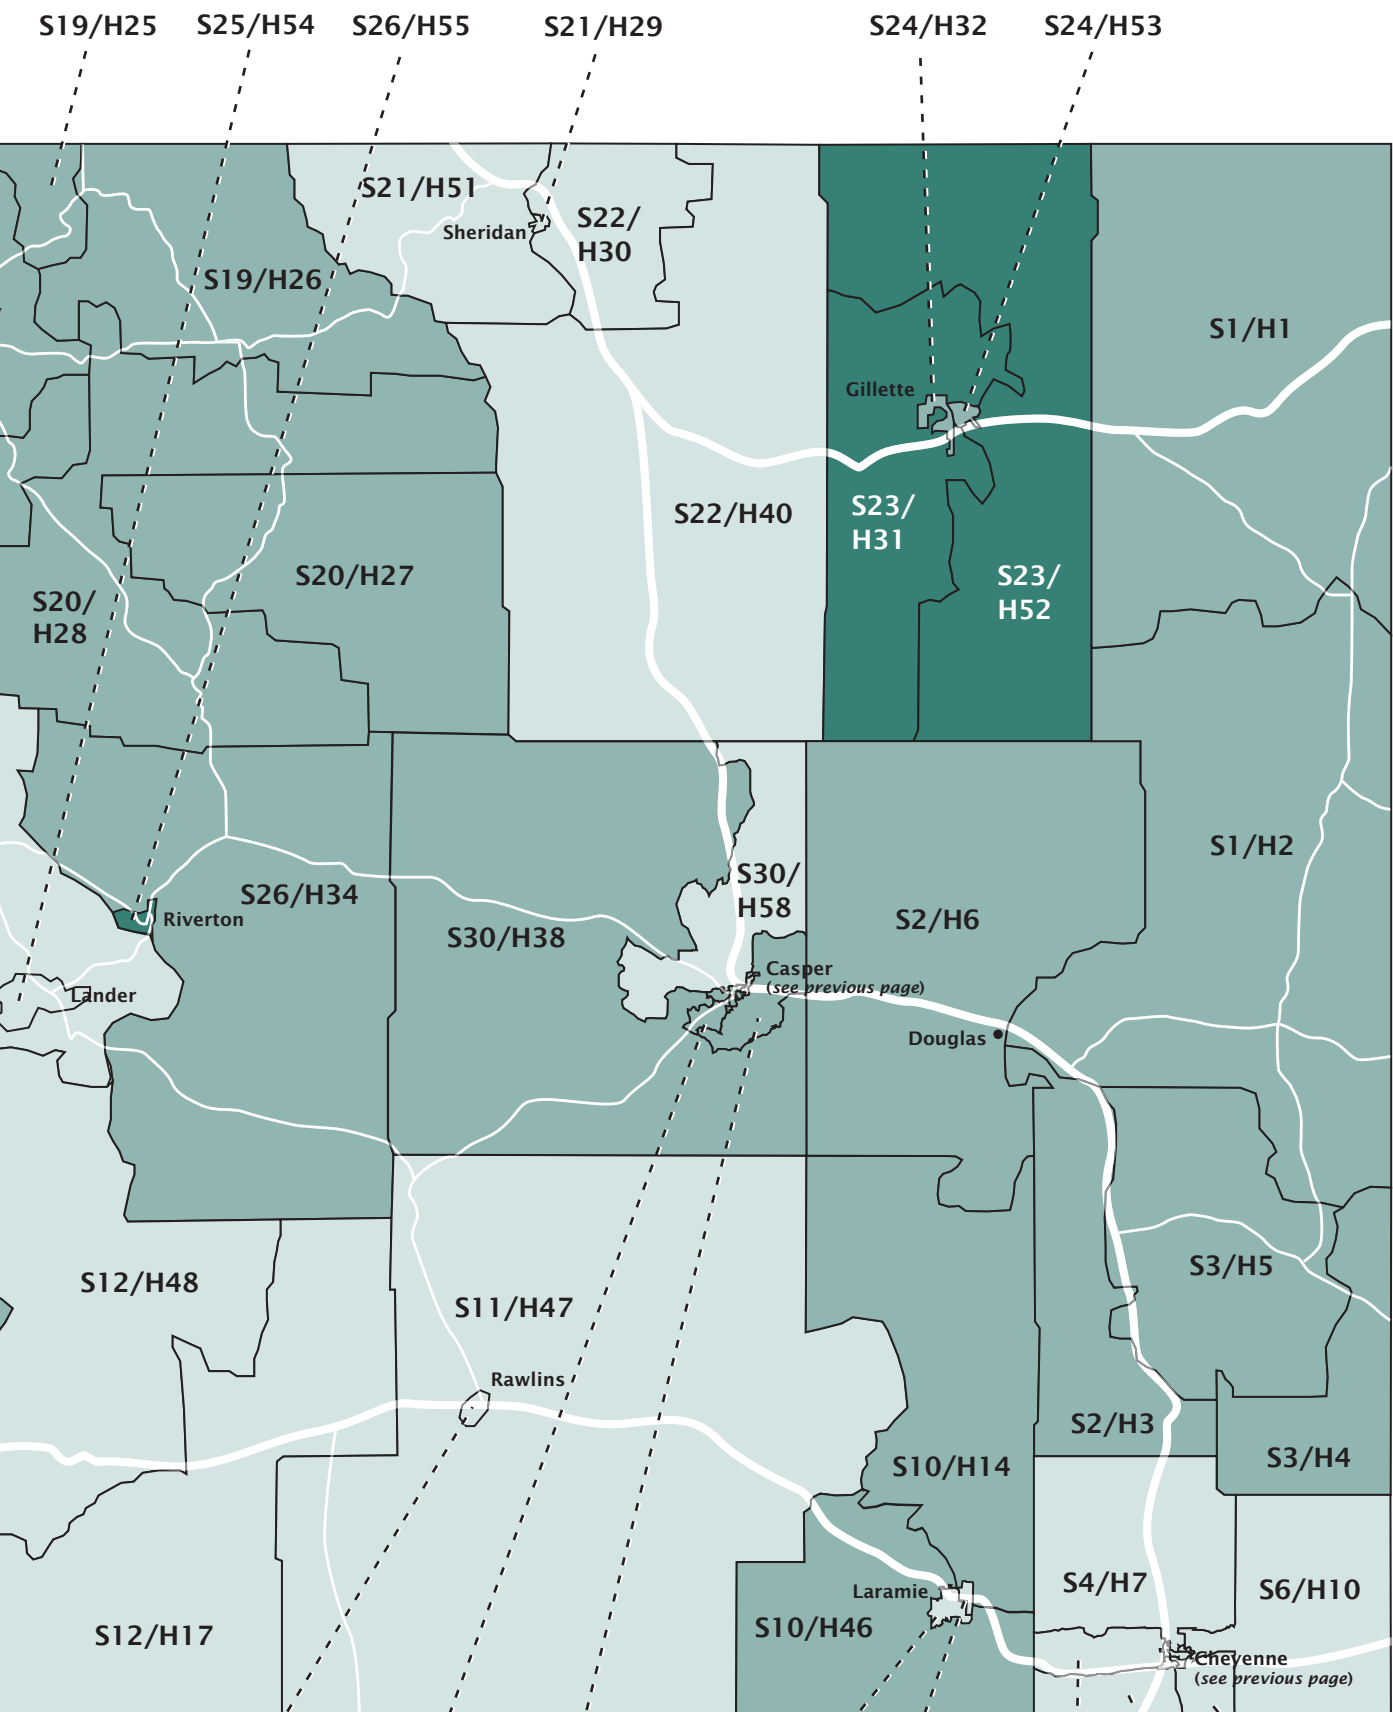 S19/H25
S25/H54
S26/H55
S21/H29
S24/H32
S24/H53
S21/H51
Sheridan
S22/
H30
S19/H26
S1/H1
Gillette
S22/H40
S23/
H31
S20/H27
S23/
H52
S20/
H28
S1/H2
S30/
H58
S26/H34
Riverton
S2/H6
S30/H38
Casper
(see previous page)
Lander
Douglas
S3/H5
S12/H48
S11/H47
Rawlins
S2/H3
S3/H4
S10/H14
S4/H7
S6/H10
Laramie
S10/H46
S12/H17
Cheyenne
(see previous page)